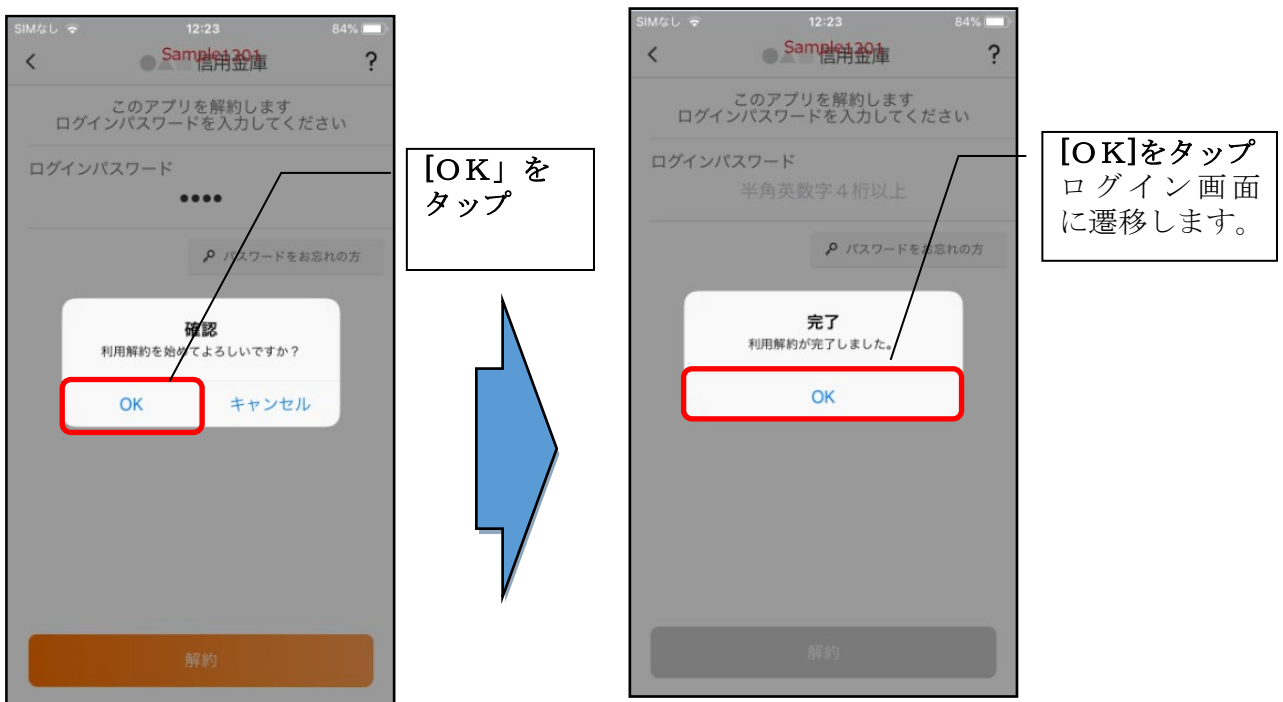 SIMなし 12:23 84%
< Sample1201 ?
●▲■信用金庫
このアプリを解約します
ログインパスワードを入力してください
ログインパスワード
●●●●
パスワードをお忘れの方
確認
利用解約を始めてよろしいですか？
OK キャンセル
解約
[OK」を
タップ
SIMなし 12:23 84%
< Sample1201 ?
●▲■信用金庫
このアプリを解約します
ログインパスワードを入力してください
ログインパスワード
半角英数字４桁以上
パスワードをお忘れの方
完了
利用解約が完了しました。
OK
解約
[OK]をタップ
ログイン画面
に遷移します。